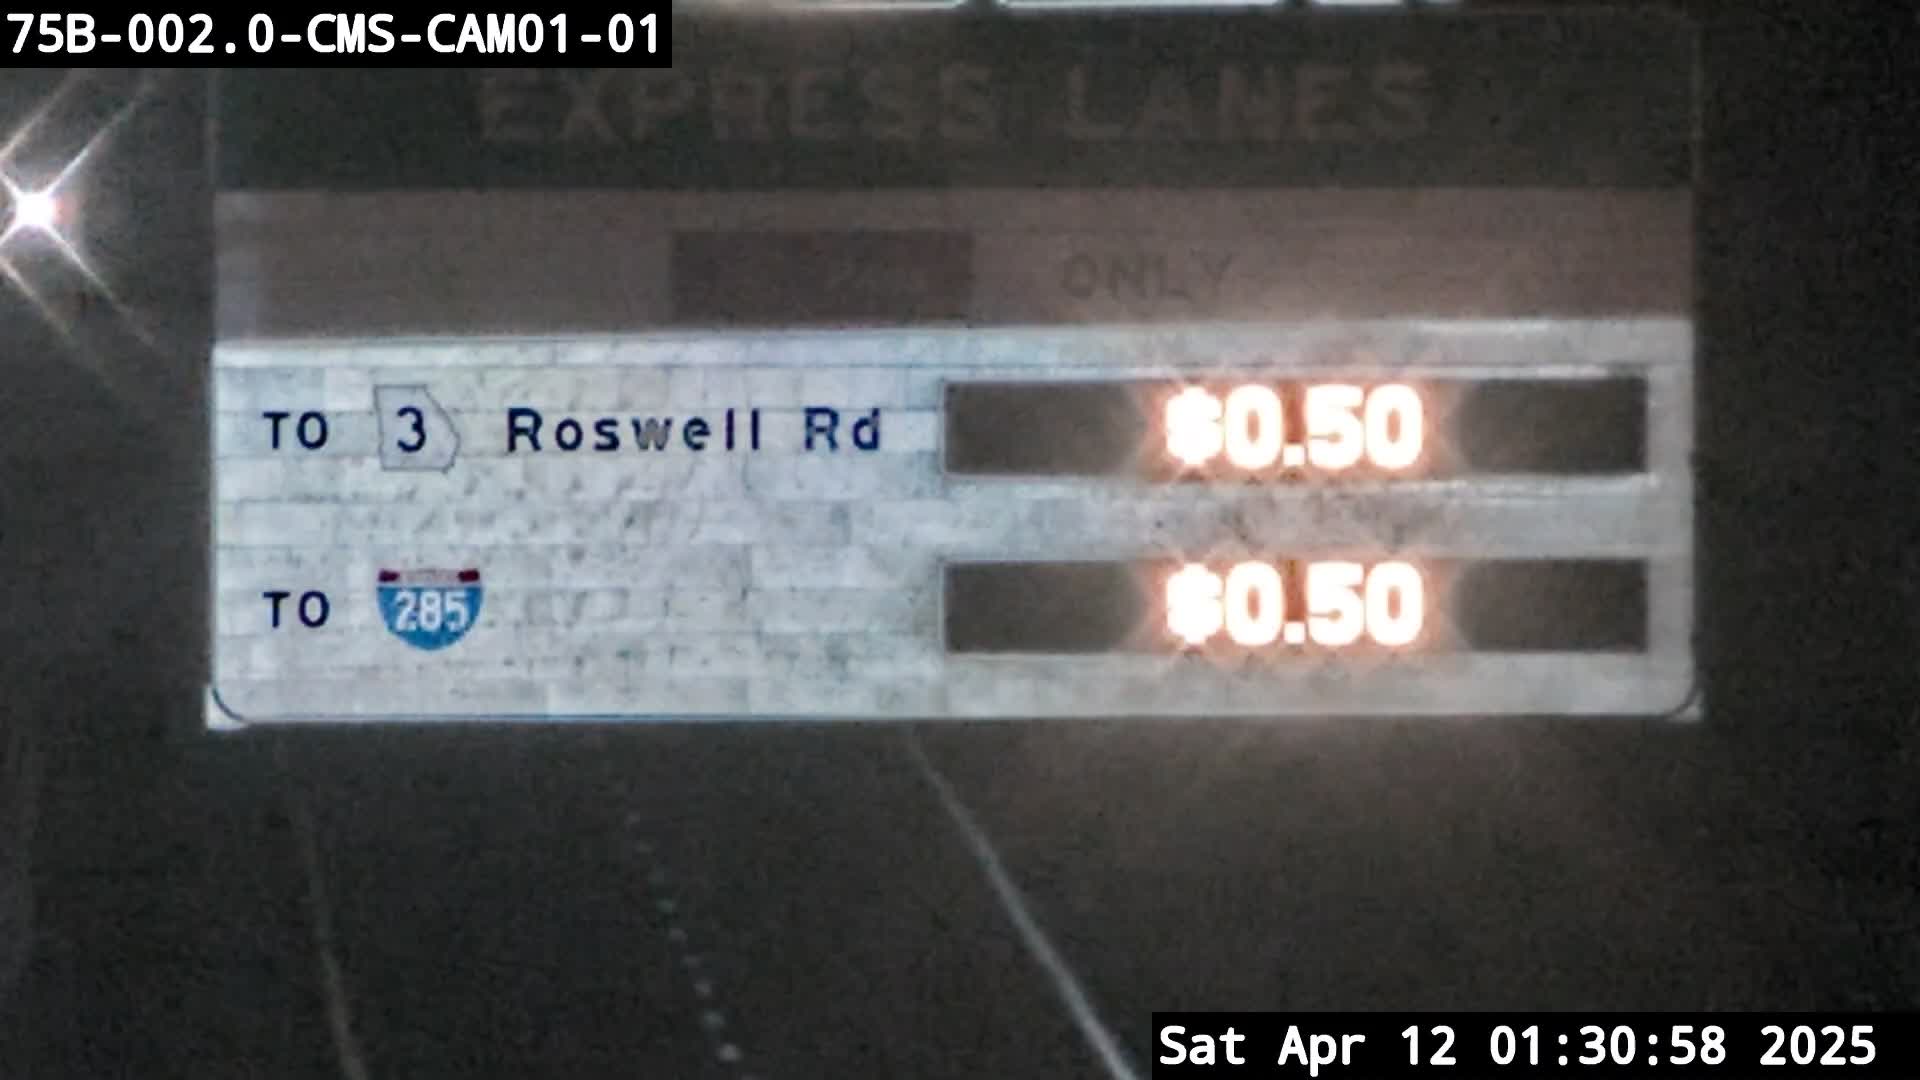 75B-002.0-CMS-CAM01-01
EXPRESS LANES
ONLY
TO 3 Roswell Rd $0.50
TO 285 $0.50
Sat Apr 12 01:30:58 2025